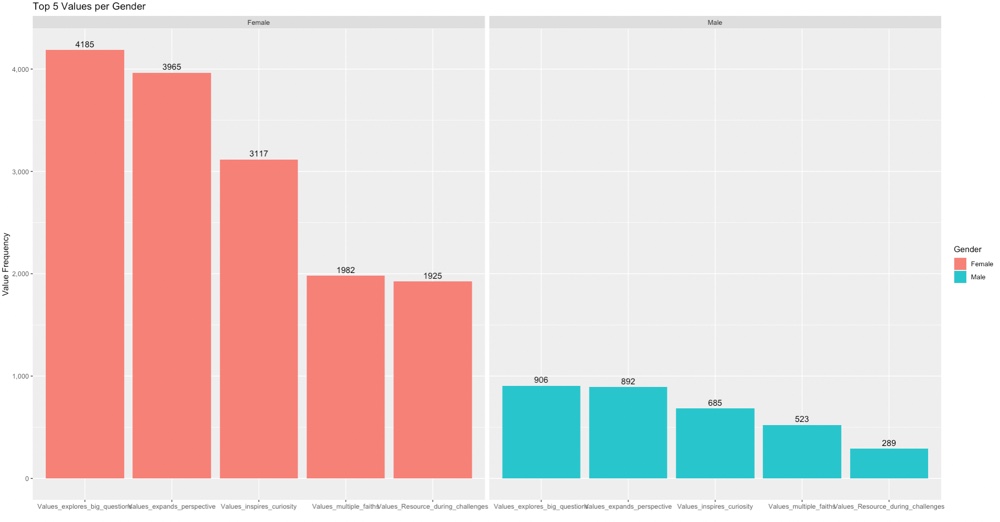 Top 5 Values per Gender
Female
Male
4185
3965
3117
1982
1925
906
892
685
523
289
4,000
3,000
2,000
1,000
0
Value Frequency
Values_explores_big_questions
Values_expands_perspective
Values_inspires_curiosity
Values_multiple_faiths
Values_Resource_during_challenges
Values_explores_big_questions
Values_expands_perspective
Values_inspires_curiosity
Values_multiple_faiths
Values_Resource_during_challenges
Gender
Female
Male